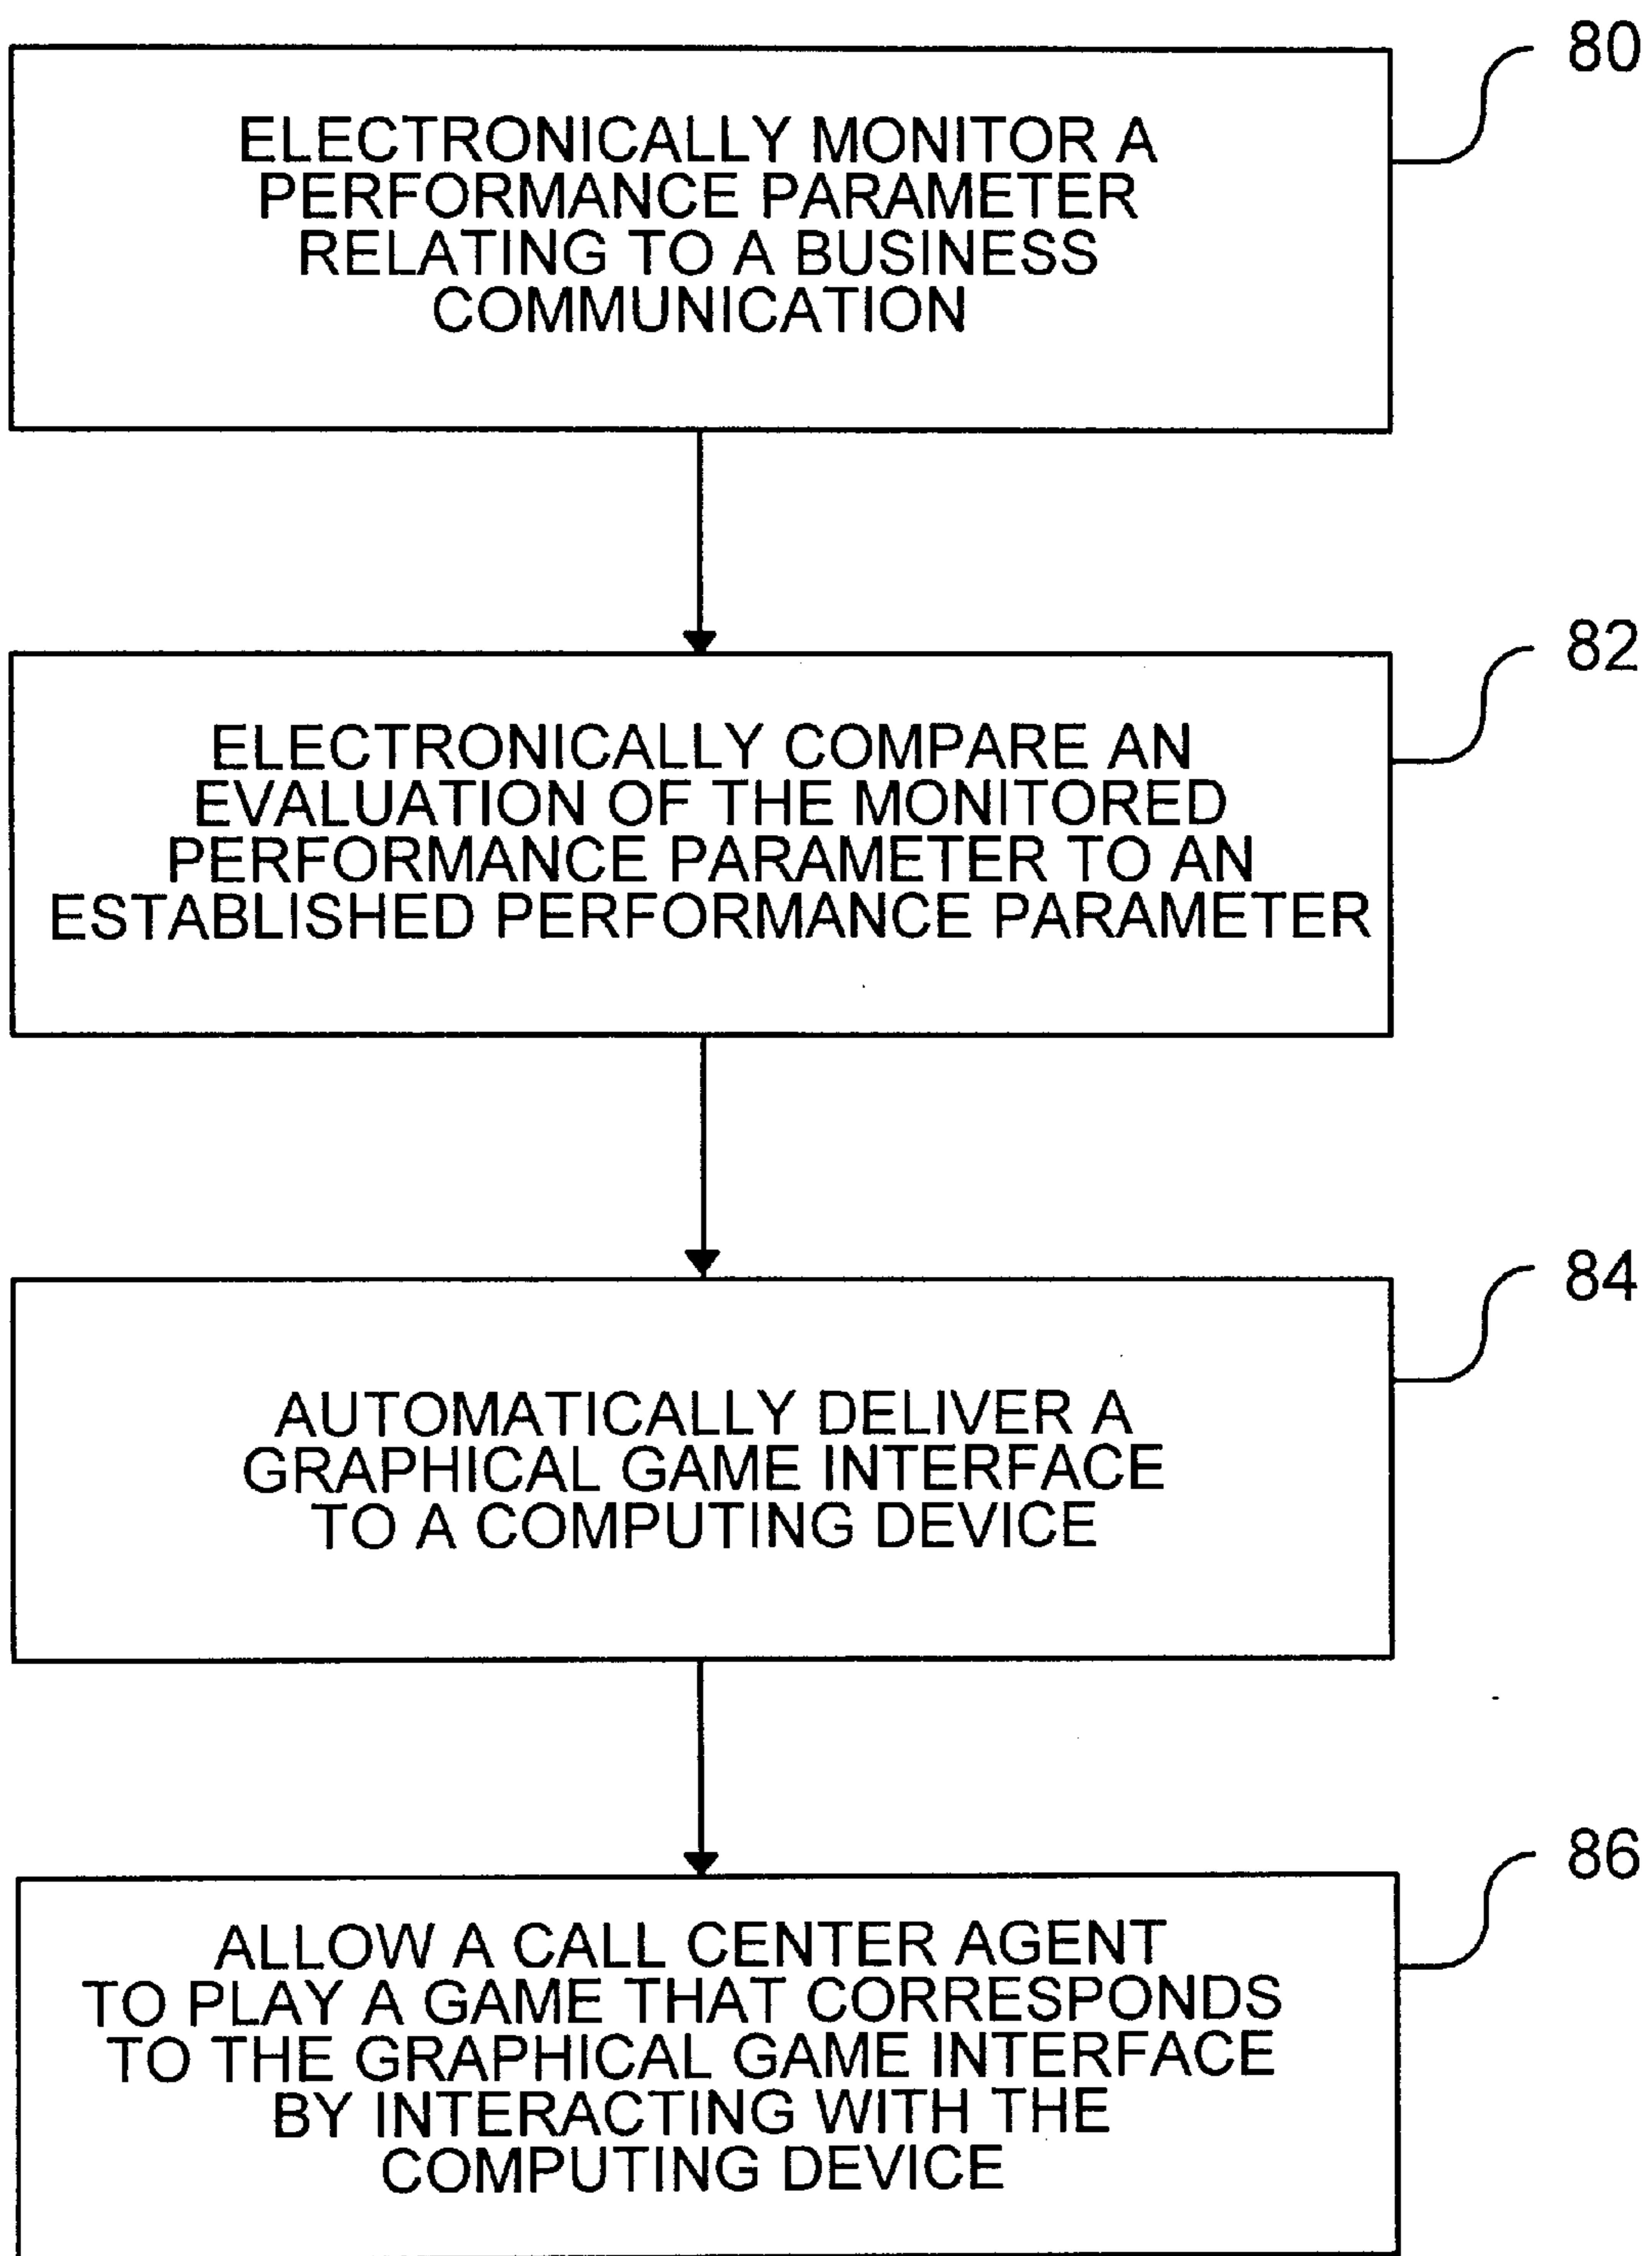 80
ELECTRONICALLY MONITOR A
PERFORMANCE PARAMETER
RELATING TO A BUSINESS
COMMUNICATION
82
ELECTRONICALLY COMPARE AN
EVALUATION OF THE MONITORED
PERFORMANCE PARAMETER TO AN
ESTABLISHED PERFORMANCE PARAMETER
84
AUTOMATICALLY DELIVER A
GRAPHICAL GAME INTERFACE
TO A COMPUTING DEVICE
86
ALLOW A CALL CENTER AGENT
TO PLAY A GAME THAT CORRESPONDS
TO THE GRAPHICAL GAME INTERFACE
BY INTERACTING WITH THE
COMPUTING DEVICE